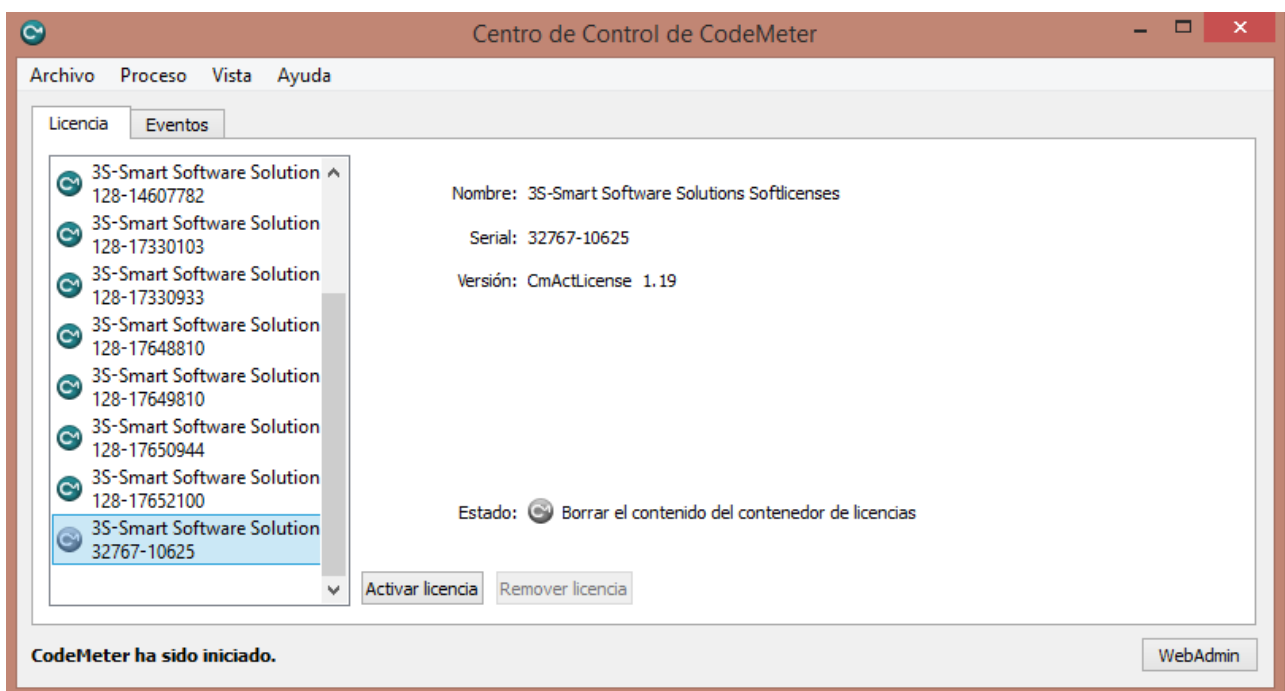 Centro de Control de CodeMeter
Archivo Proceso Vista Ayuda
Licencia Eventos
3S-Smart Software Solution
128-14607782
3S-Smart Software Solution
128-17330103
3S-Smart Software Solution
128-17330933
3S-Smart Software Solution
128-17648810
3S-Smart Software Solution
128-17649810
3S-Smart Software Solution
128-17650944
3S-Smart Software Solution
128-17652100
3S-Smart Software Solution
32767-10625
Nombre: 3S-Smart Software Solutions Softlicenses
Serial: 32767-10625
Versión: CmActLicense 1.19
Estado: Borrar el contenido del contenedor de licencias
Activar licencia Remover licencia
CodeMeter ha sido iniciado. WebAdmin